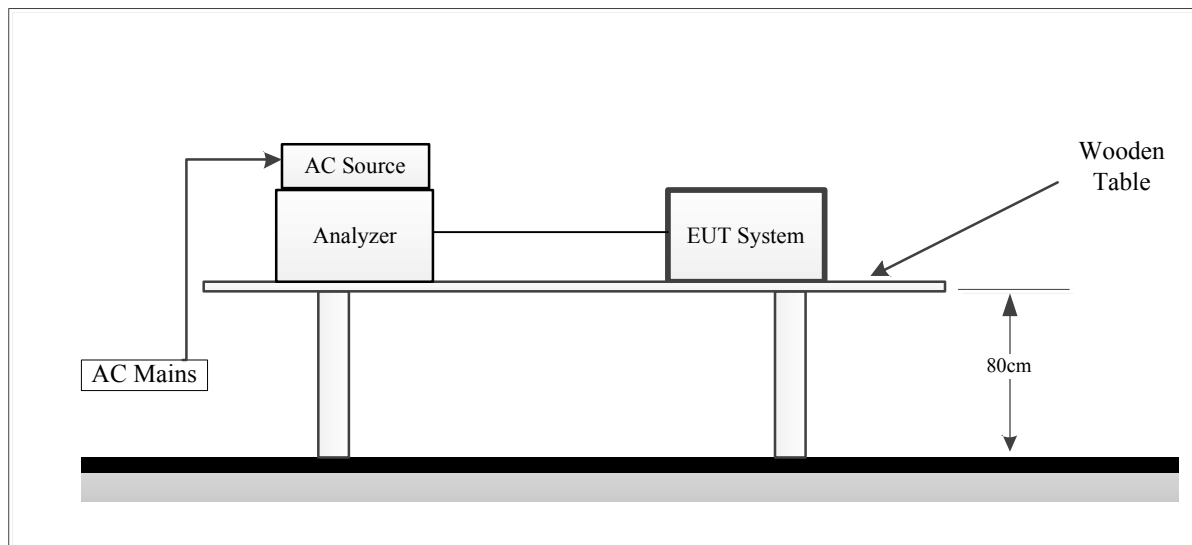 Wooden
Table
AC Source
Analyzer
EUT System
AC Mains
80cm